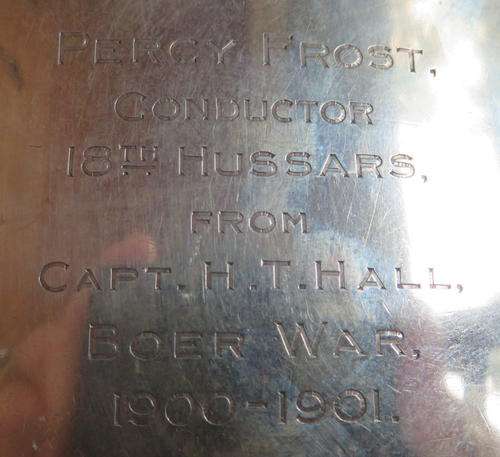 PERCY FROST,
CONDUCTOR
18TH HUSSARS,
FROM
CAPT. H.T. HALL,
BOER WAR,
1900-1901.